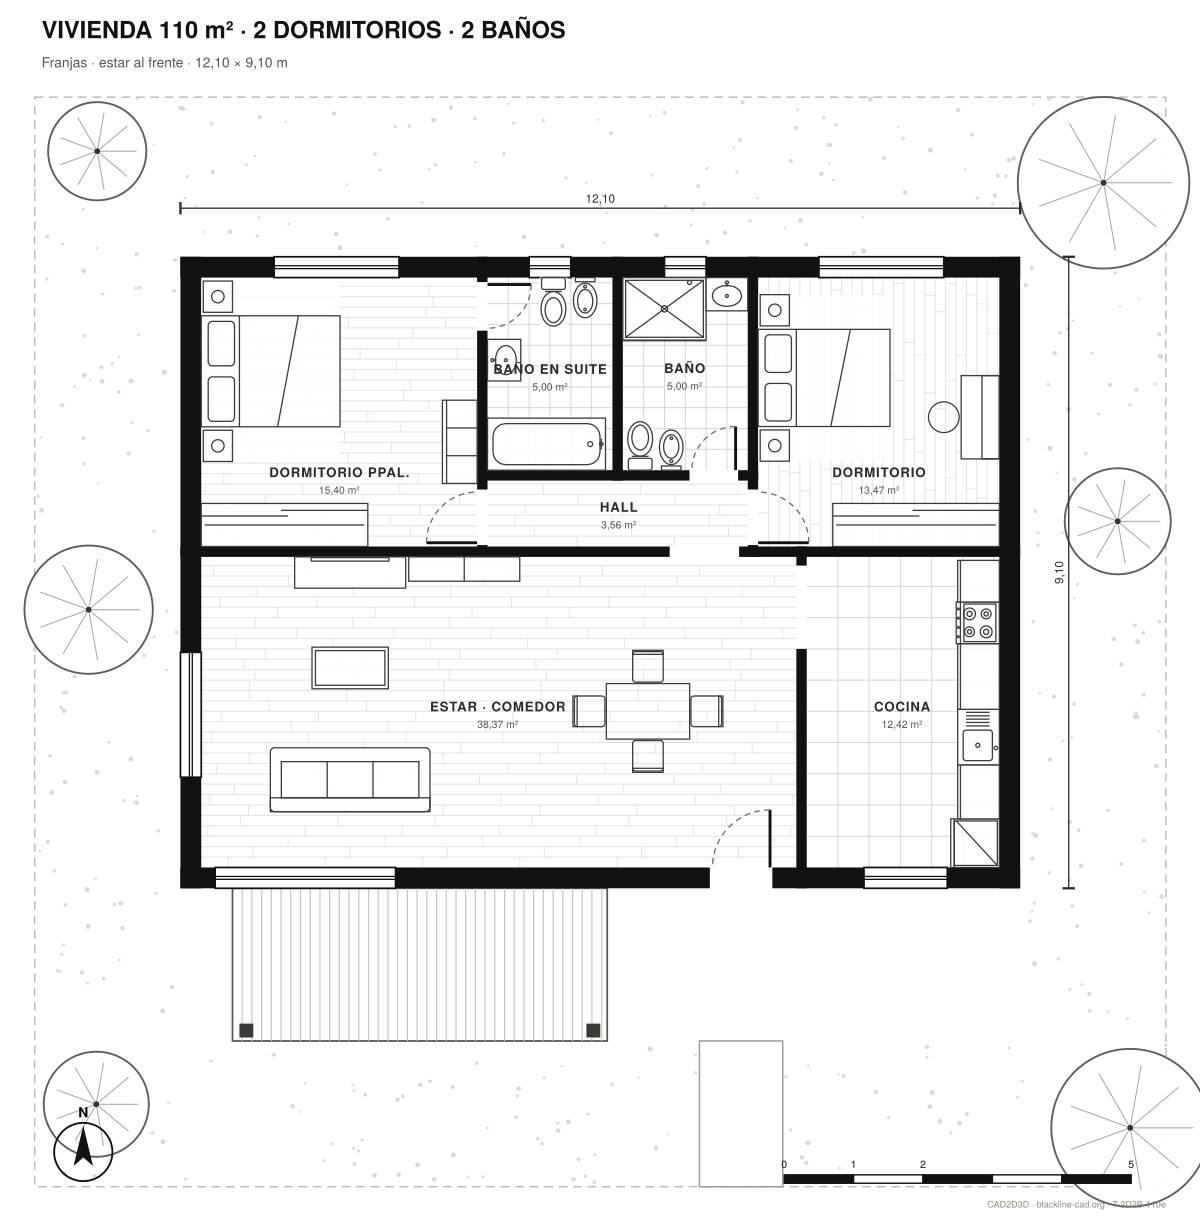 VIVIENDA 110 m² · 2 DORMITORIOS · 2 BAÑOS
Franjas · estar al frente · 12,10 × 9,10 m
12,10
BAÑO EN SUITE
5,00 m²
BAÑO
5,00 m²
DORMITORIO PPAL.
15,40 m²
DORMITORIO
13,47 m²
HALL
3,56 m²
9,10
ESTAR · COMEDOR
38,37 m²
COCINA
12,42 m²
N
0 1 2 5
CAD2D3D · blackline-cad.org · T-2D2B-110e